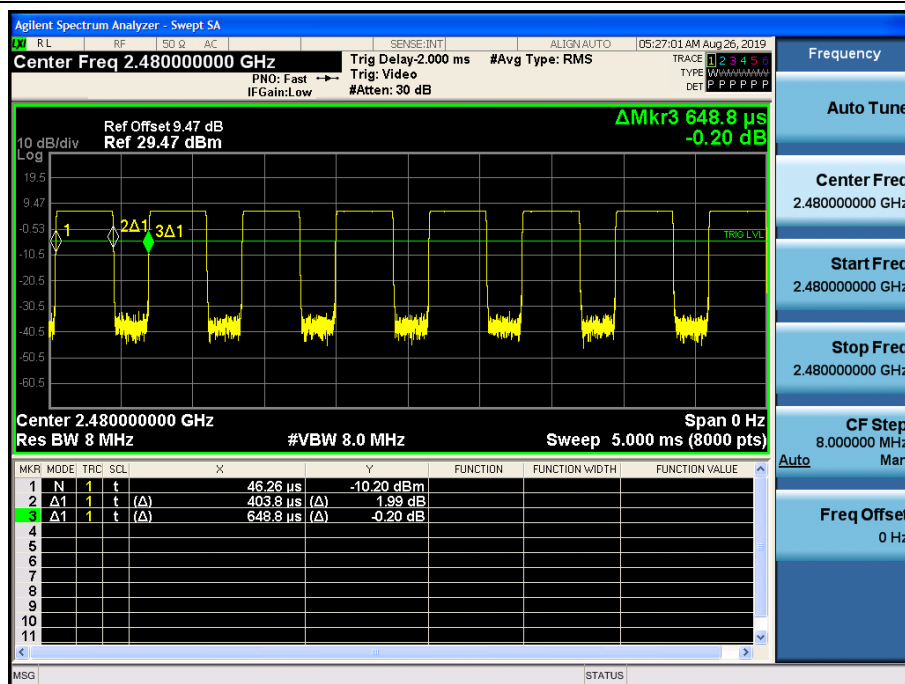 Agilent Spectrum Analyzer - Swept SA
LXI RL RF 50 Ω AC SENSE:INT ALIGN AUTO 05:27:01 AM Aug 26, 2019
Center Freq 2.480000000 GHz Trig Delay-2.000 ms #Avg Type: RMS TRACE 1 2 3 4 5 6
PNO: Fast Trig: Video TYPE WWWWWW
IFGain:Low #Atten: 30 dB DET P P P P P P
Ref Offset 9.47 dB ΔMkr3 648.8 µs
10 dB/div Ref 29.47 dBm -0.20 dB
Log
19.5
9.47
-0.53
-10.5
-20.5
-30.5
-40.5
-50.5
-60.5
1 2Δ1 3Δ1 TRIG LVL
Center 2.480000000 GHz Span 0 Hz
Res BW 8 MHz #VBW 8.0 MHz Sweep 5.000 ms (8000 pts)
MKR MODE TRC SCL X Y FUNCTION FUNCTION WIDTH FUNCTION VALUE
1 N 1 t 46.26 µs -10.20 dBm
2 Δ1 1 t (Δ) 403.8 µs (Δ) 1.99 dB
3 Δ1 1 t (Δ) 648.8 µs (Δ) -0.20 dB
4
5
6
7
8
9
10
11
MSG STATUS
Frequency
Auto Tune
Center Freq
2.480000000 GHz
Start Freq
2.480000000 GHz
Stop Freq
2.480000000 GHz
CF Step
8.000000 MHz
Auto Man
Freq Offset
0 Hz